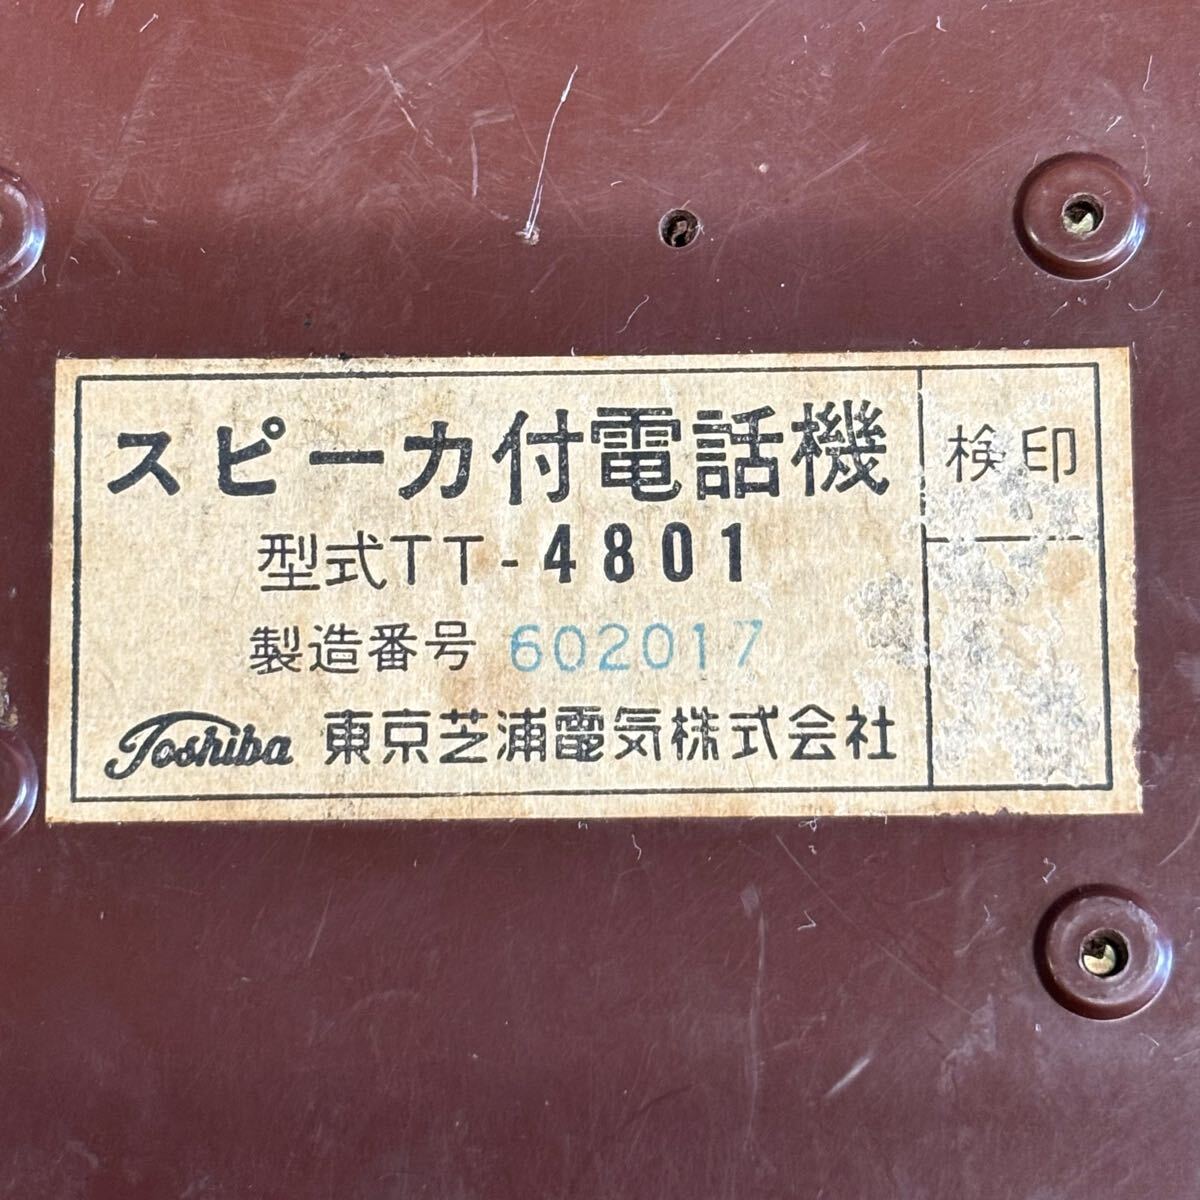 スピーカ付電話機
型式TT-4801
製造番号 602017
Toshiba 東京芝浦電気株式会社
検印